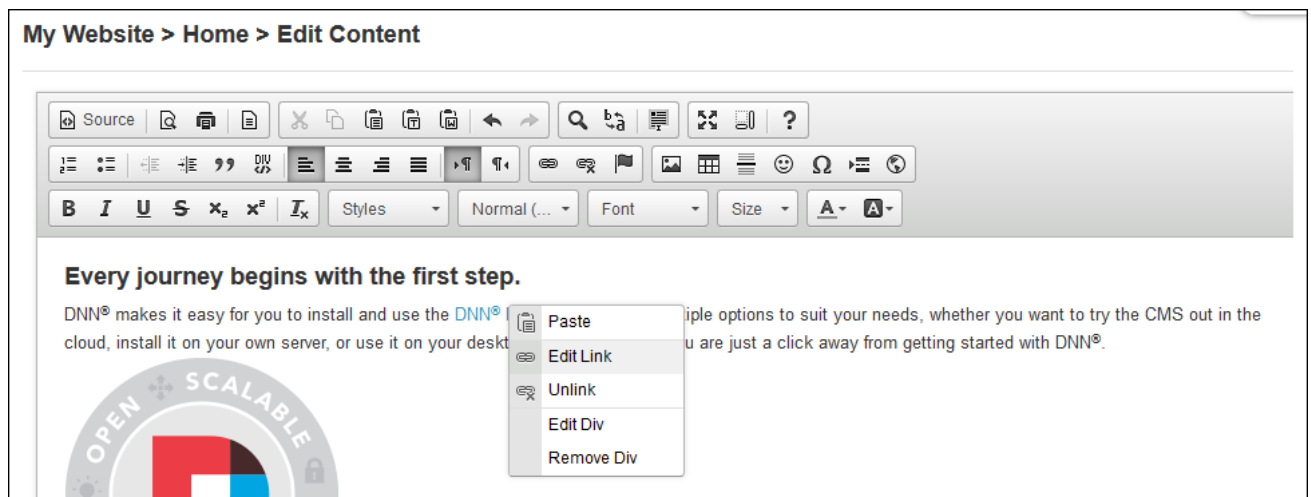 My Website > Home > Edit Content
Source
B I U S x₂ x² Iₓ Styles Normal (... Font Size A A
Every journey begins with the first step.
DNN® makes it easy for you to install and use the DNN® iple options to suit your needs, whether you want to try the CMS out in the
cloud, install it on your own server, or use it on your deskt u are just a click away from getting started with DNN®.
Paste
Edit Link
Unlink
Edit Div
Remove Div
OPEN SCALABLE